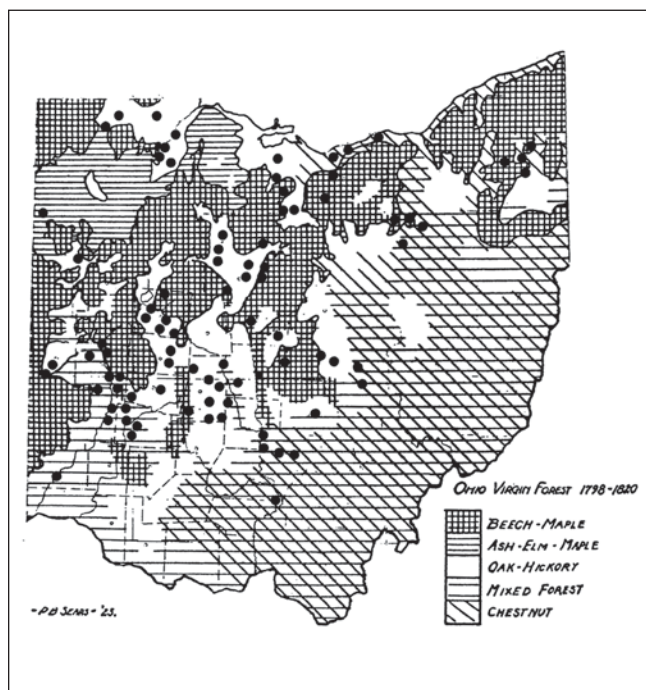 OHIO VIRGIN FOREST 1798-1820
BEECH-MAPLE
ASH-ELM-MAPLE
OAK-HICKORY
MIXED FOREST
CHESTNUT
-P.B SEARS-'25.